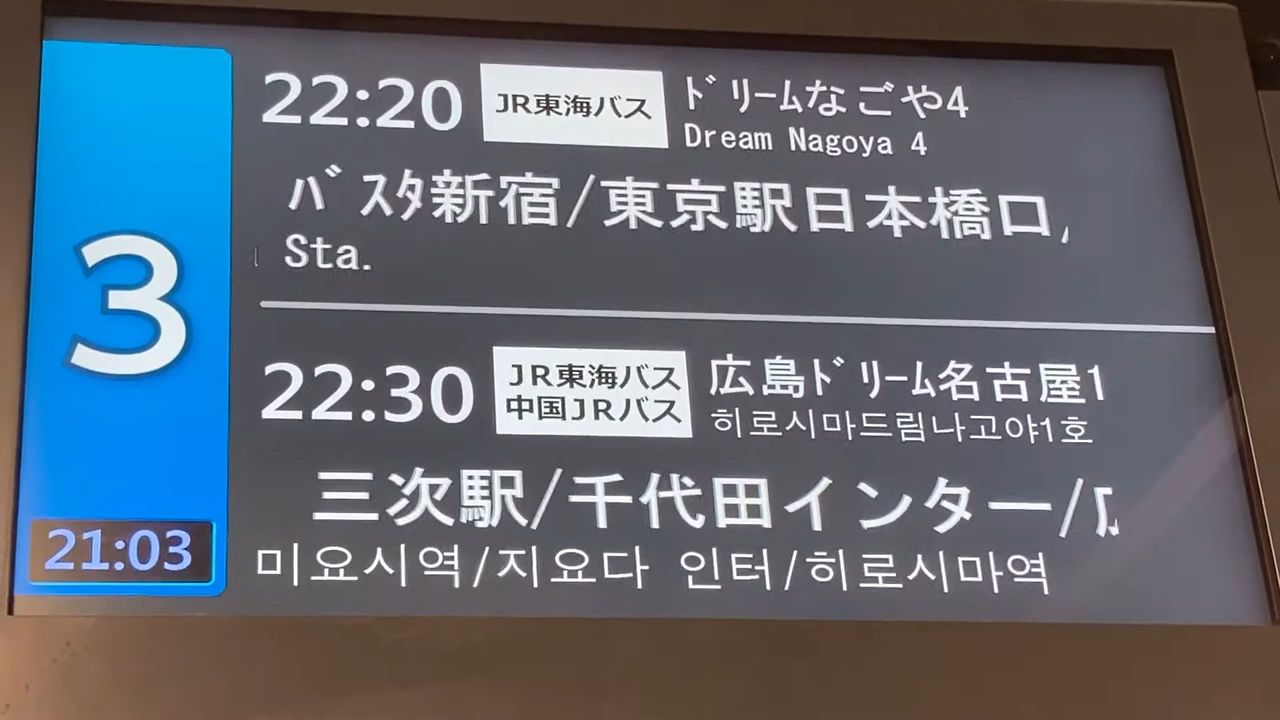 3
21:03
22:20
JR東海バス
ドリームなごや4
Dream Nagoya 4
バスタ新宿/東京駅日本橋口
Sta.
22:30
JR東海バス
中国JRバス
広島ドリーム名古屋1
히로시마드림나고야1호
三次駅/千代田インター/
미요시역/지요다 인터/히로시마역